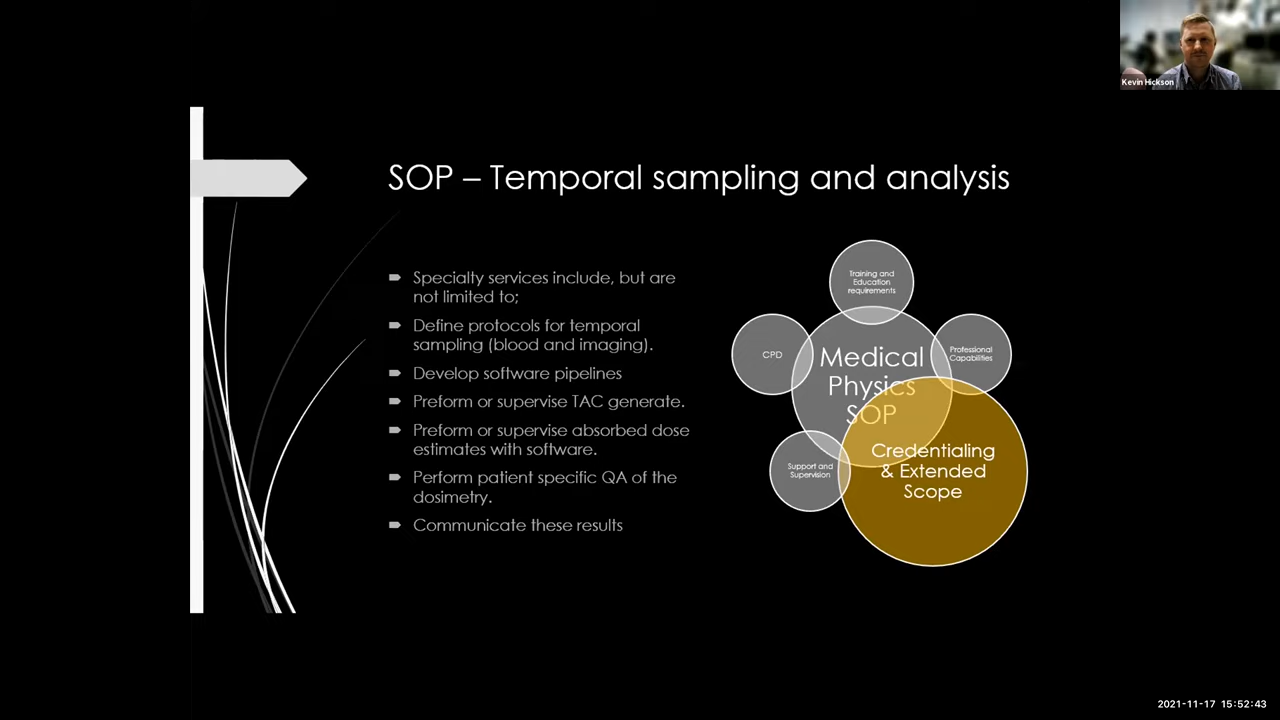 Kevin Hickson
SOP – Temporal sampling and analysis
Specialty services include, but are
not limited to;
Define protocols for temporal
sampling (blood and imaging).
Develop software pipelines
Preform or supervise TAC generate.
Preform or supervise absorbed dose
estimates with software.
Perform patient specific QA of the
dosimetry.
Communicate these results
Training and
Education
requirements
CPD
Medical
Physics
SOP
Professional
Capabilities
Support and
Supervision
Credentialing
& Extended
Scope
2021-11-17 15:52:43